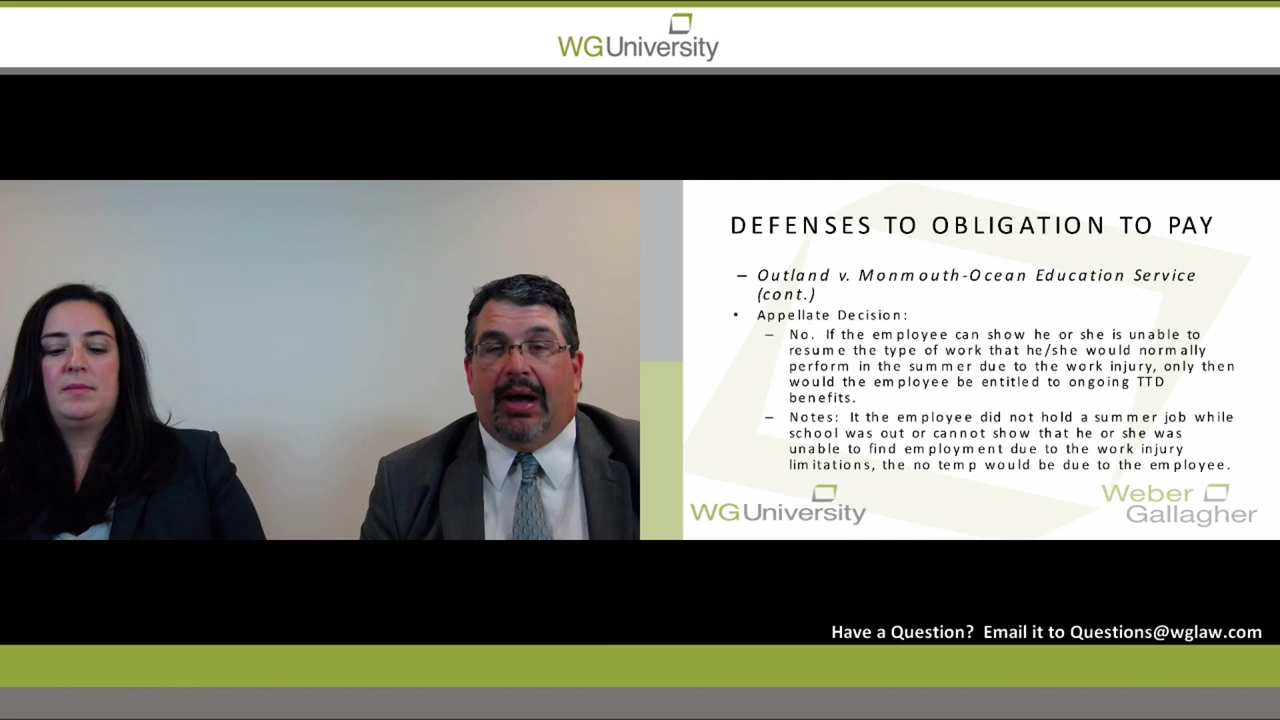 WGUniversity
DEFENSES TO OBLIGATION TO PAY
– Outland v. Monmouth-Ocean Education Service
(cont.)
• Appellate Decision:
– No. If the employee can show he or she is unable to
resume the type of work that he/she would normally
perform in the summer due to the work injury, only then
would the employee be entitled to ongoing TTD
benefits.
– Notes: It the employee did not hold a summer job while
school was out or cannot show that he or she was
unable to find employment due to the work injury
limitations, the no temp would be due to the employee.
WGUniversity
Weber
Gallagher
Have a Question? Email it to Questions@wglaw.com